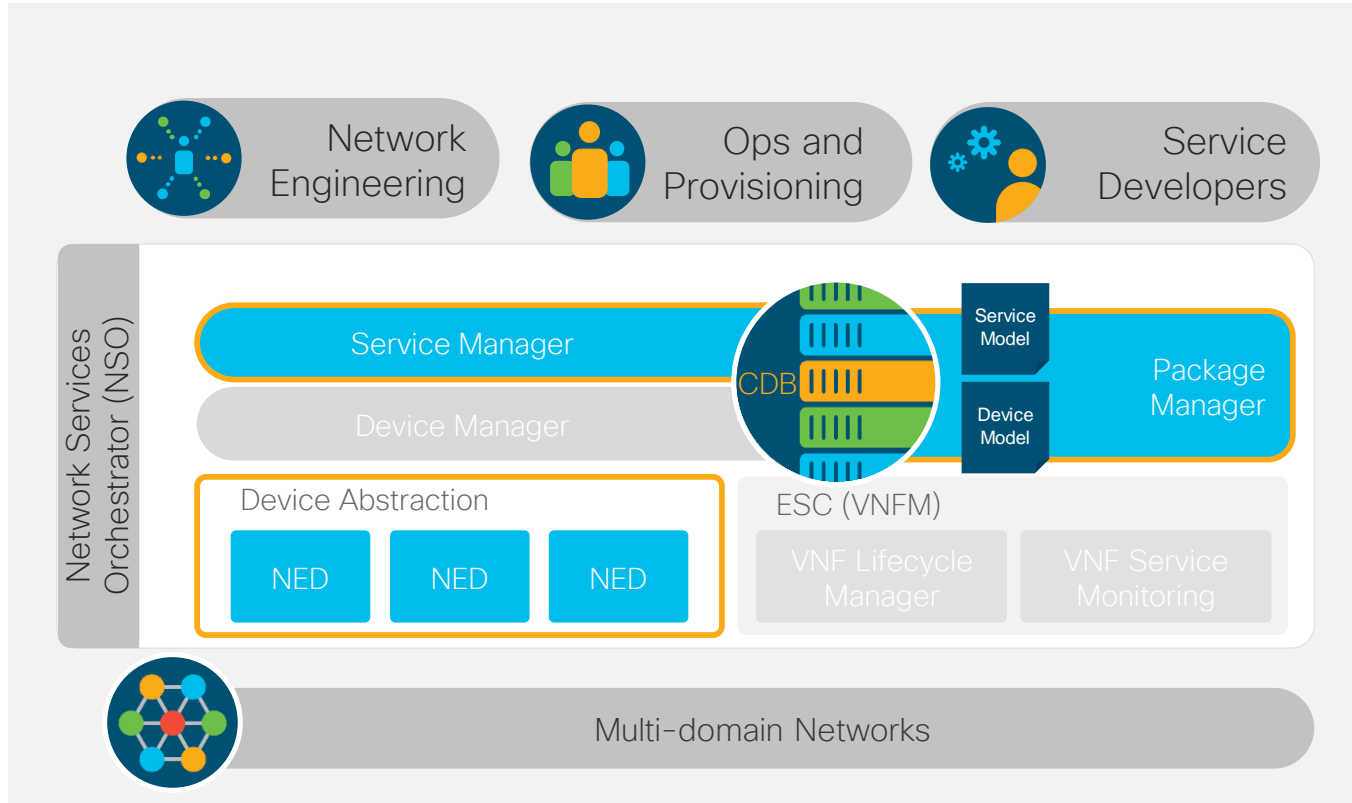 Network
Engineering
Ops and
Provisioning
Service
Developers
Network Services
Orchestrator (NSO)
Service Manager
Device Manager
CDB
Service
Model
Device
Model
Package
Manager
Device Abstraction
NED
NED
NED
ESC (VNFM)
VNF Lifecycle
Manager
VNF Service
Monitoring
Multi-domain Networks